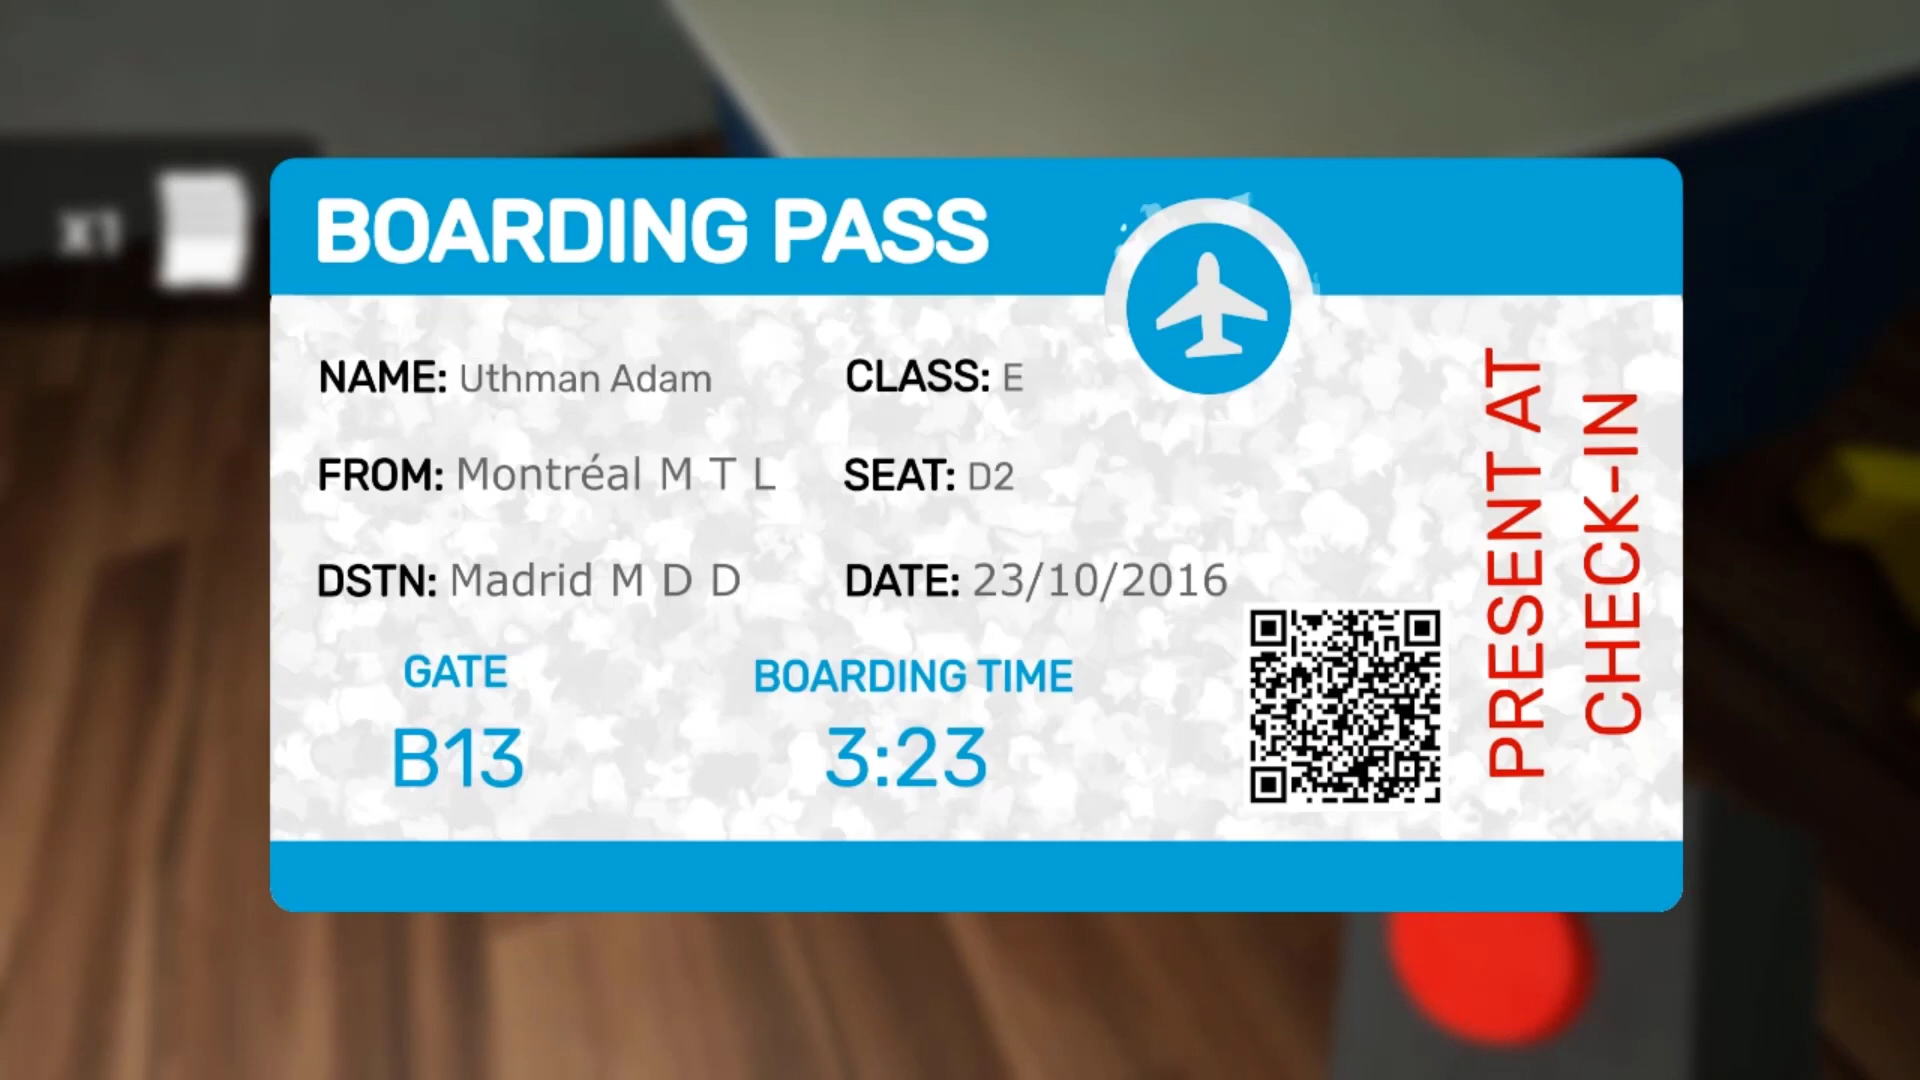 x1
BOARDING PASS
NAME: Uthman Adam
CLASS: E
FROM: Montréal M T L
SEAT: D2
DSTN: Madrid M D D
DATE: 23/10/2016
GATE
B13
BOARDING TIME
3:23
PRESENT AT
CHECK-IN